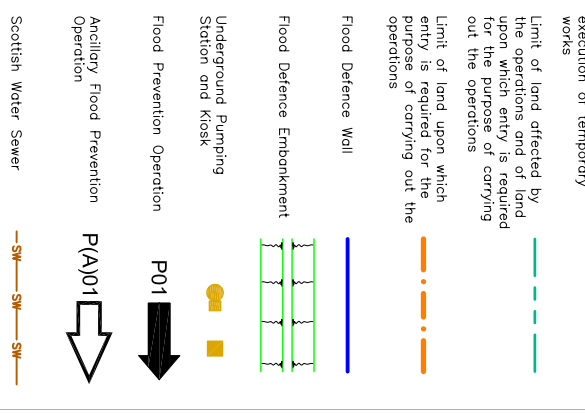 execution of temporary
works
Limit of land affected by
the operations and of land
upon which entry is required
for the purpose of carrying
out the operations
Limit of land upon which
entry is required for the
purpose of carrying out the
operations
Flood Defence Wall
Flood Defence Embankment
Underground Pumping
Station and Kiosk
Flood Prevention Operation
P01
Ancillary Flood Prevention
Operation
P(A)01
Scottish Water Sewer
SW SW SW